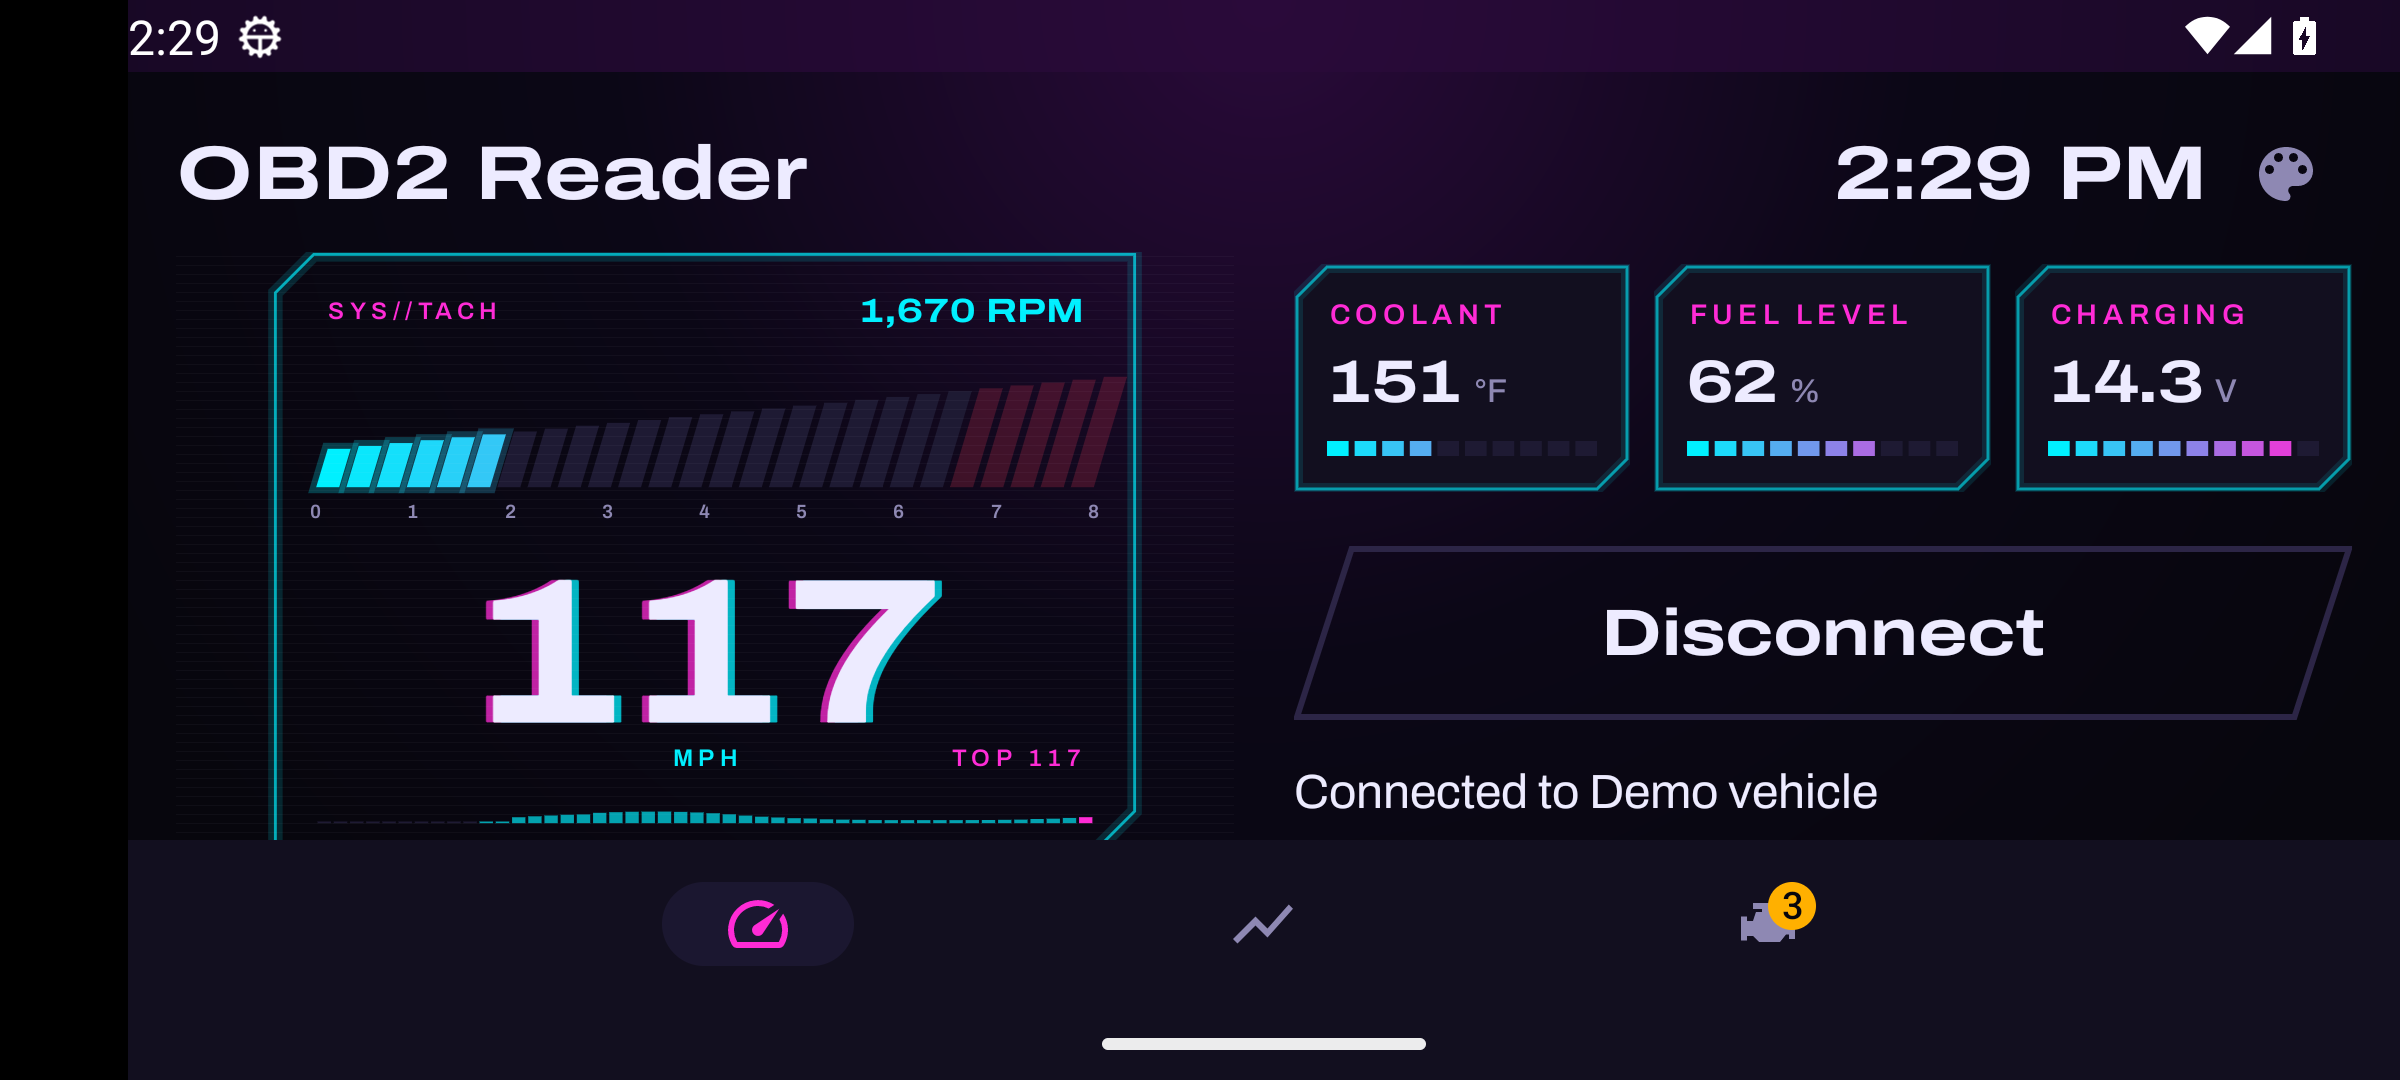 2:29
OBD2 Reader
2:29 PM
SYS//TACH
1,670 RPM
0 1 2 3 4 5 6 7 8
117
MPH
TOP 117
COOLANT
151 °F
FUEL LEVEL
62 %
CHARGING
14.3 V
Disconnect
Connected to Demo vehicle
3